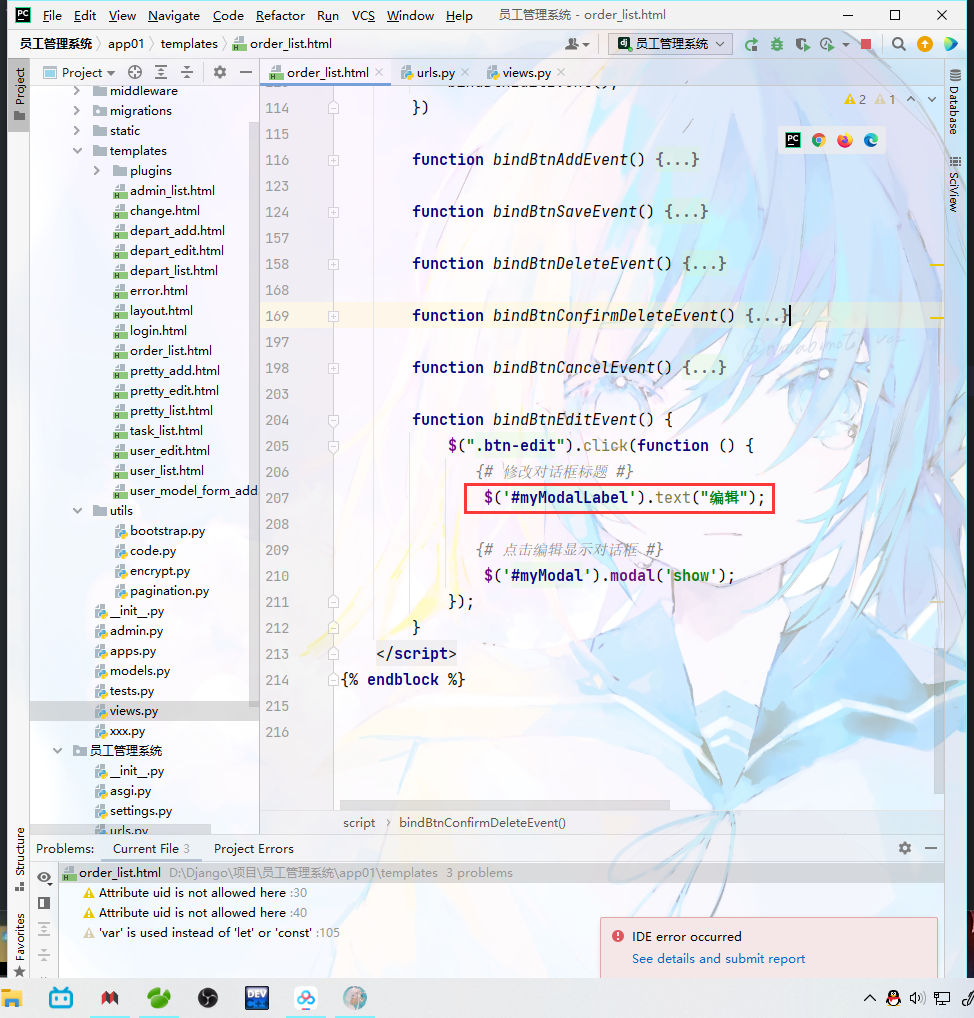 File Edit View Navigate Code Refactor Run VCS Window Help 员工管理系统 - order_list.html
员工管理系统 app01 templates order_list.html 员工管理系统
Project order_list.html urls.py views.py
Project
middleware
migrations
static
templates
plugins
admin_list.html
change.html
depart_add.html
depart_edit.html
depart_list.html
error.html
layout.html
login.html
order_list.html
pretty_add.html
pretty_edit.html
pretty_list.html
task_list.html
user_edit.html
user_list.html
user_model_form_add
utils
bootstrap.py
code.py
encrypt.py
pagination.py
__init__.py
admin.py
apps.py
models.py
tests.py
views.py
xxx.py
员工管理系统
__init__.py
asgi.py
settings.py
urls.py
Structure
Favorites
2 1
114 })
115
116 function bindBtnAddEvent() {...}
123
124 function bindBtnSaveEvent() {...}
157
158 function bindBtnDeleteEvent() {...}
168
169 function bindBtnConfirmDeleteEvent() {...}
197
198 function bindBtnCancelEvent() {...}
203
204 function bindBtnEditEvent() {
205 $(".btn-edit").click(function () {
206 {# 修改对话框标题 #}
207 $('#myModalLabel').text("编辑");
208
209 {# 点击编辑显示对话框 #}
210 $('#myModal').modal('show');
211 });
212 }
213 </script>
214 {% endblock %}
215
216
Database
SciView
script bindBtnConfirmDeleteEvent()
Problems: Current File 3 Project Errors
order_list.html D:\Django\项目\员工管理系统\app01\templates 3 problems
Attribute uid is not allowed here :30
Attribute uid is not allowed here :40
'var' is used instead of 'let' or 'const' :105
IDE error occurred
See details and submit report
DEV